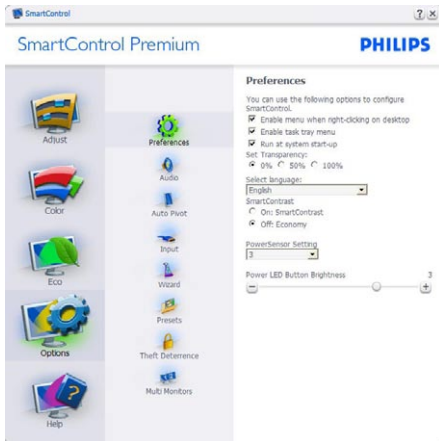 SmartControl
SmartControl Premium
PHILIPS
Adjust
Color
Eco
Options
Help
Preferences
Audio
Auto Pivot
Input
Wizard
Presets
Theft Deterrence
Multi Monitors
Preferences
You can use the following options to configure
SmartControl.
Enable menu when right-clicking on desktop
Enable task tray menu
Run at system start-up
Set Transparency:
0% 50% 100%
Select language:
English
SmartContrast
On: SmartContrast
Off: Economy
PowerSensor Setting
3
Power LED Button Brightness 3